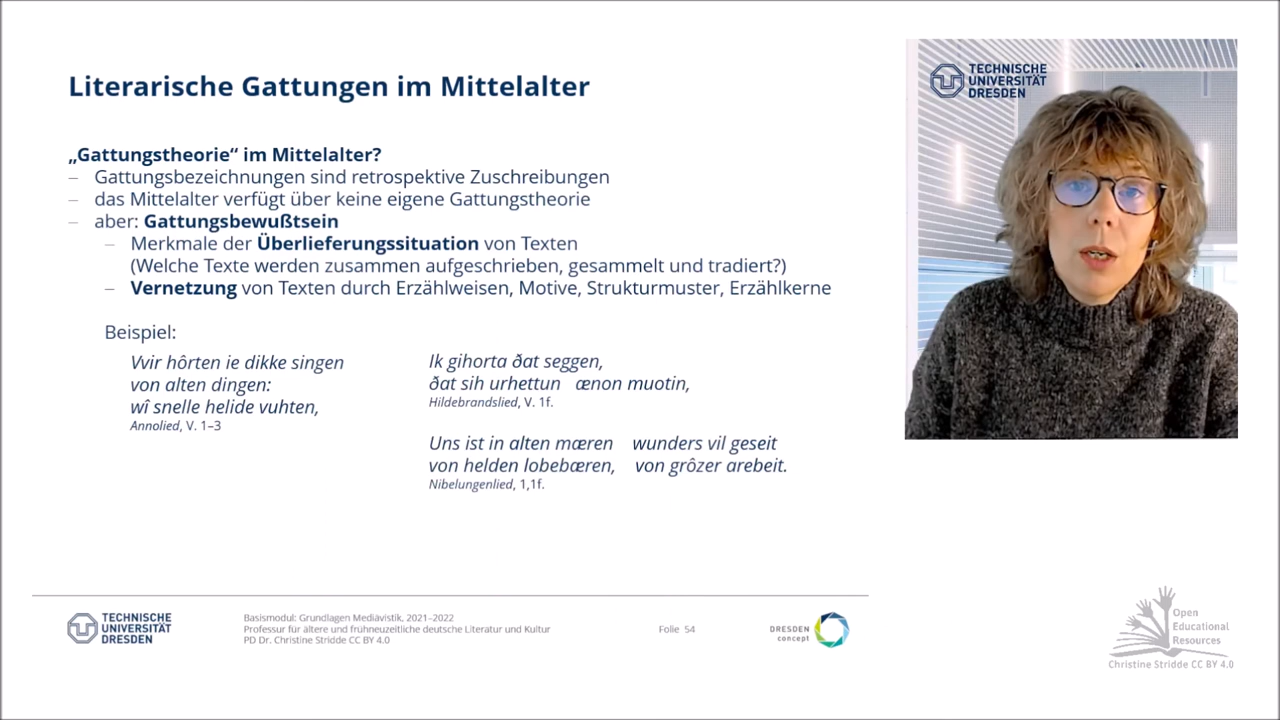 Literarische Gattungen im Mittelalter
„Gattungstheorie“ im Mittelalter?
– Gattungsbezeichnungen sind retrospektive Zuschreibungen
– das Mittelalter verfügt über keine eigene Gattungstheorie
– aber: Gattungsbewußtsein
– Merkmale der Überlieferungssituation von Texten
(Welche Texte werden zusammen aufgeschrieben, gesammelt und tradiert?)
– Vernetzung von Texten durch Erzählweisen, Motive, Strukturmuster, Erzählkerne
Beispiel:
Vvir hôrten ie dikke singen
von alten dingen:
wî snelle helide vuhten,
Annolied, V. 1–3
Ik gihorta ðat seggen,
ðat sih urhettun ænon muotin,
Hildebrandslied, V. 1f.
Uns ist in alten mæren wunders vil geseit
von helden lobebæren, von grôzer arebeit.
Nibelungenlied, 1,1f.
TECHNISCHE
UNIVERSITÄT
DRESDEN
TECHNISCHE
UNIVERSITÄT
DRESDEN
Basismodul: Grundlagen Mediävistik, 2021–2022
Professur für ältere und frühneuzeitliche deutsche Literatur und Kultur
PD Dr. Christine Stridde CC BY 4.0
Folie 54
DRESDEN
concept
Open
Educational
Resources
Christine Stridde CC BY 4.0